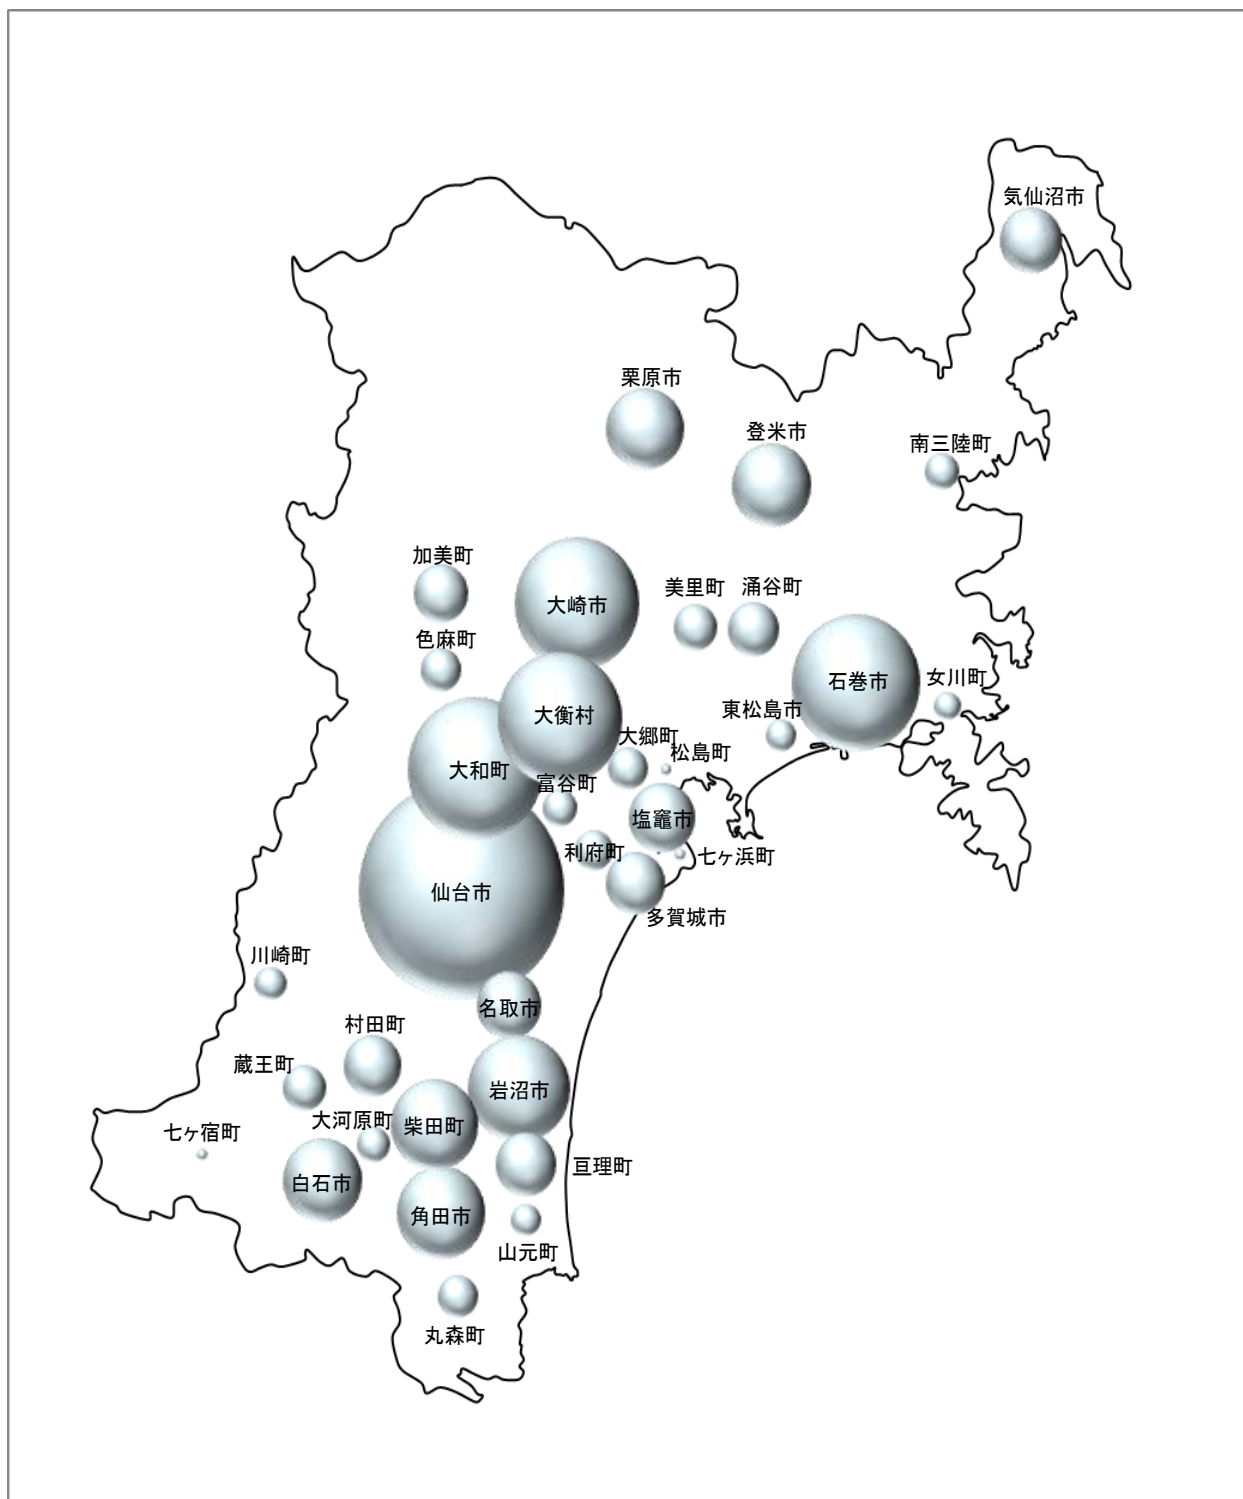 気仙沼市
栗原市
登米市
南三陸町
加美町
大崎市
美里町
涌谷町
色麻町
石巻市
女川町
大衡村
東松島市
大郷町
松島町
大和町
富谷町
塩竈市
利府町
七ヶ浜町
仙台市
多賀城市
川崎町
名取市
村田町
蔵王町
岩沼市
大河原町
柴田町
七ヶ宿町
亘理町
白石市
角田市
山元町
丸森町